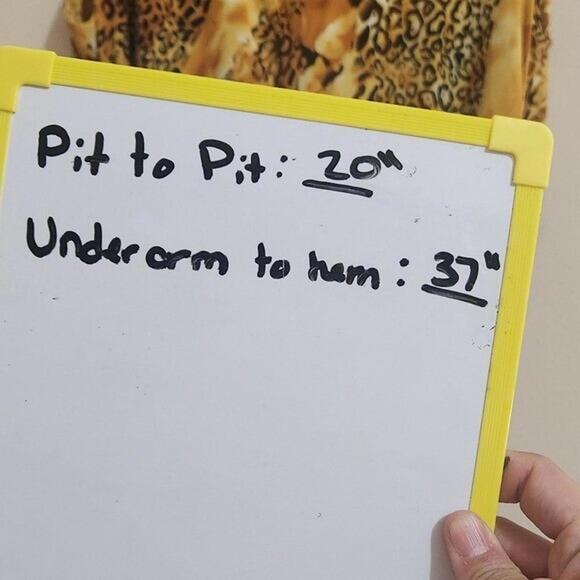 Pit to Pit: 20"
Underarm to hem: 37"